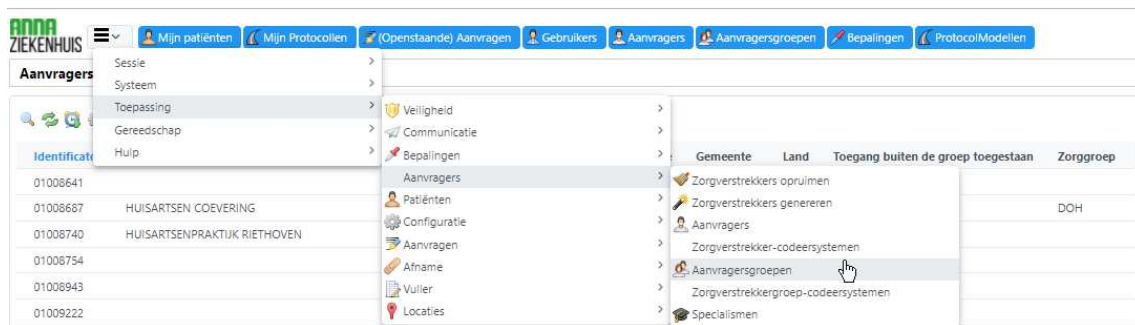 anna
ZIEKENHUIS
Mijn patiënten
Mijn Protocollen
(Openstaande) Aanvragen
Gebruikers
Aanvragers
Aanvragersgroepen
Bepalingen
ProtocolModellen
Aanvragers
Sessie
Systeem
Toepassing
Gereedschap
Hulp
Veiligheid
Communicatie
Bepalingen
Aanvragers
Patiënten
Configuratie
Aanvragen
Afname
Vuller
Locaties
Zorgverstrekkers opruimen
Zorgverstrekkers genereren
Aanvragers
Zorgverstrekker-codeersystemen
Aanvragersgroepen
Zorgverstrekkergroep-codeersystemen
Specialismen
Gemeente Land Toegang buiten de groep toegestaan Zorggroep
01008641
01008687 HUISARTSEN COEVERING DOH
01008740 HUISARTSENPRAKTIJK RIETHOVEN
01008754
01008943
01009222